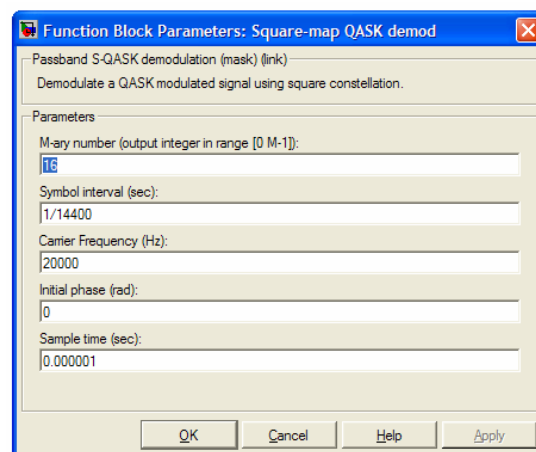 Function Block Parameters: Square-map QASK demod
Passband S-QASK demodulation (mask) (link)
Demodulate a QASK modulated signal using square constellation.
Parameters
M-ary number (output integer in range [0 M-1]):
16
Symbol interval (sec):
1/14400
Carrier Frequency (Hz):
20000
Initial phase (rad):
0
Sample time (sec):
0.000001
OK Cancel Help Apply